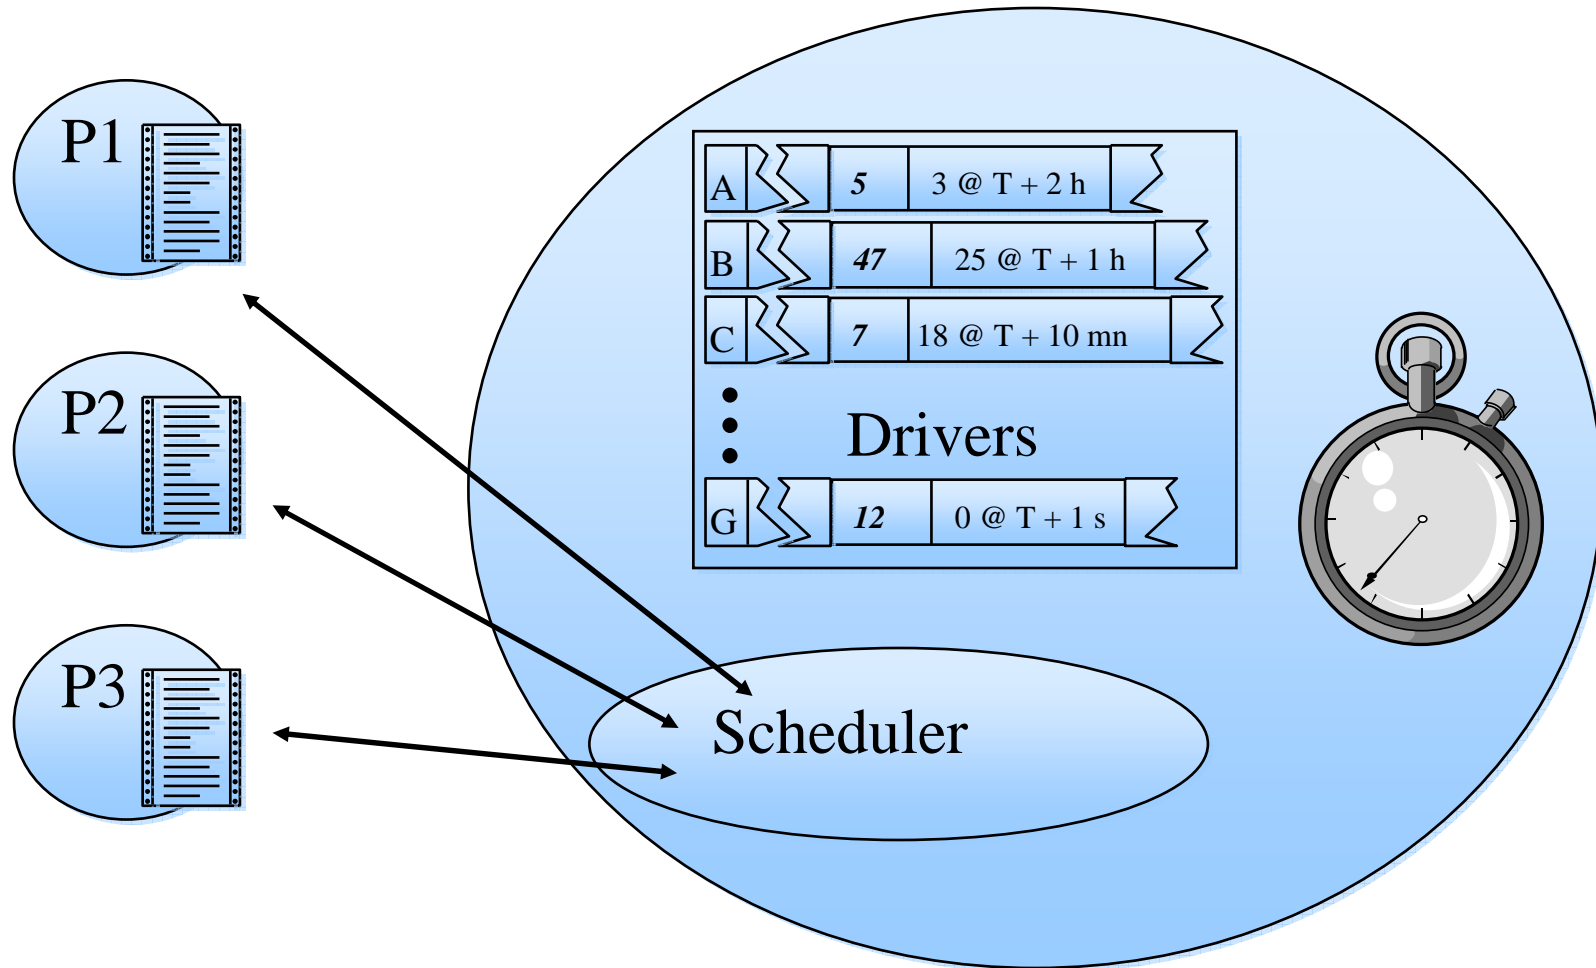 P1
P2
P3
A 5 3 @ T + 2 h
B 47 25 @ T + 1 h
C 7 18 @ T + 10 mn
Drivers
G 12 0 @ T + 1 s
Scheduler